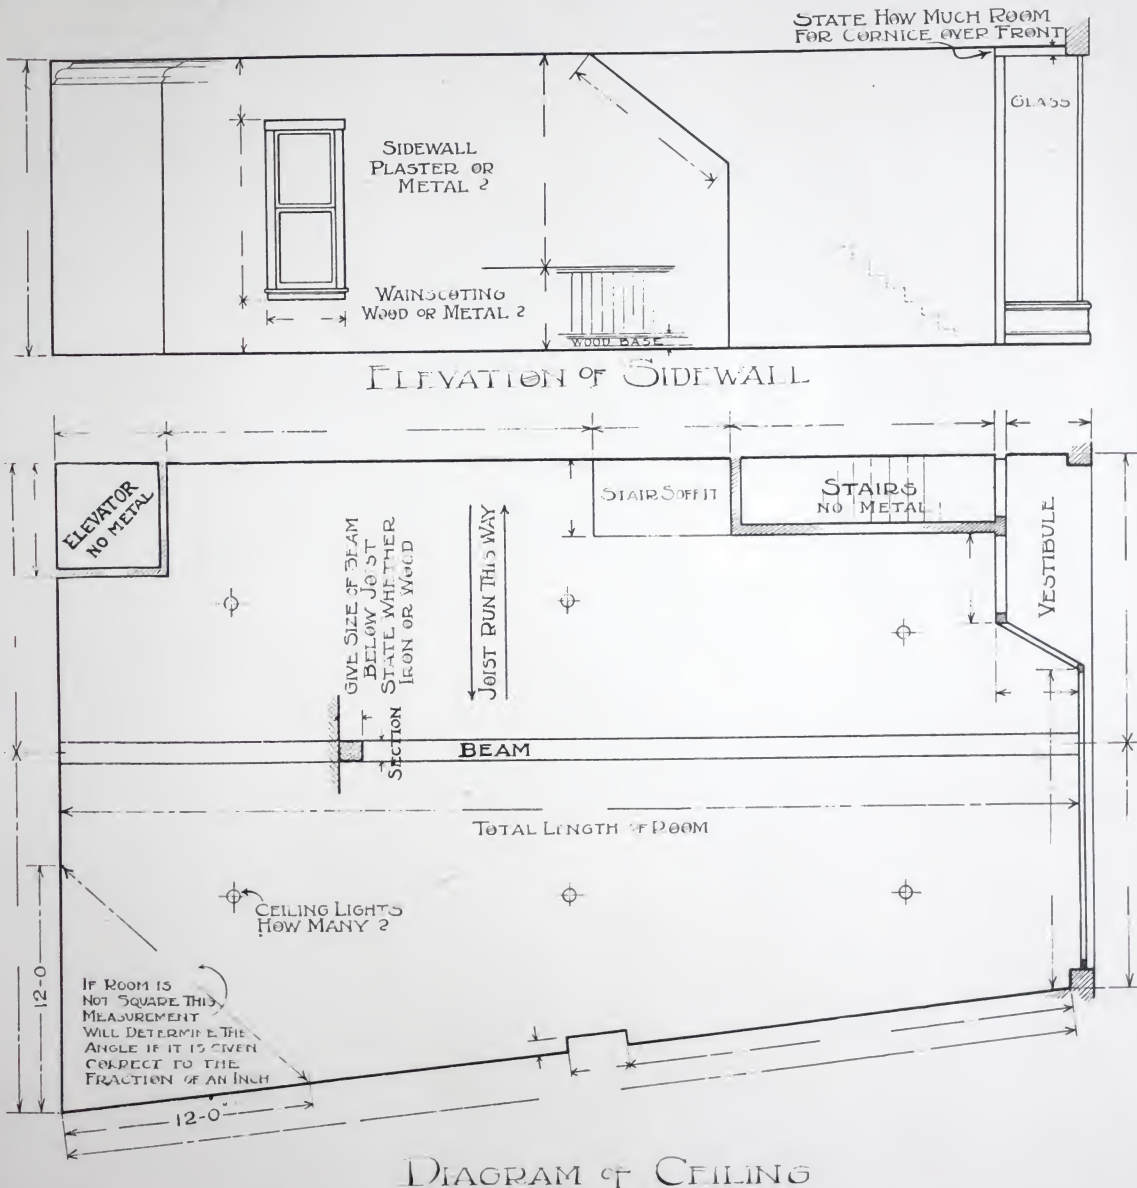 STATE HOW MUCH ROOM
FOR CORNICE OVER FRONT
GLASS
SIDEWALL
PLASTER OR
METAL ?
WAINSCOTING
WOOD OR METAL ?
WOOD BASE
ELEVATION OF SIDEWALL
ELEVATOR
NO METAL
GIVE SIZE OF BEAM
BELOW JOIST
STATE WHETHER
IRON OR WOOD
JOIST RUN THIS WAY
STAIR SOFFIT
STAIRS
NO METAL
VESTIBULE
SECTION
BEAM
TOTAL LENGTH OF ROOM
CEILING LIGHTS
HOW MANY ?
12-0
IF ROOM IS
NOT SQUARE THIS
MEASUREMENT
WILL DETERMINE THE
ANGLE IF IT IS GIVEN
CORRECT TO THE
FRACTION OF AN INCH
12-0"
DIAGRAM OF CEILING